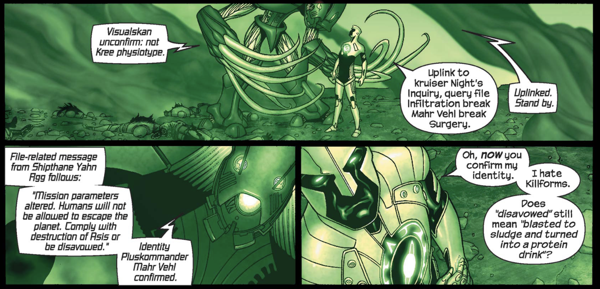 Visualskan
unconfirm: not
Kree physiotype.
Uplink to
kruiser Night's
Inquiry, query file
Infiltration break
Mahr Vehl break
Surgery.
Uplinked.
Stand by.
File-related message
from Shipthane Yahn
Rgg follows:
"Mission parameters
altered. Humans will not
be allowed to escape the
planet. Comply with
destruction of Asis or
be disavowed."
Identity
Pluskommander
Mahr Vehl
confirmed.
Oh, now you
confirm my
identity.
I hate
Killforms.
Does
"disavowed" still
mean "blasted to
sludge and turned
into a protein
drink"?